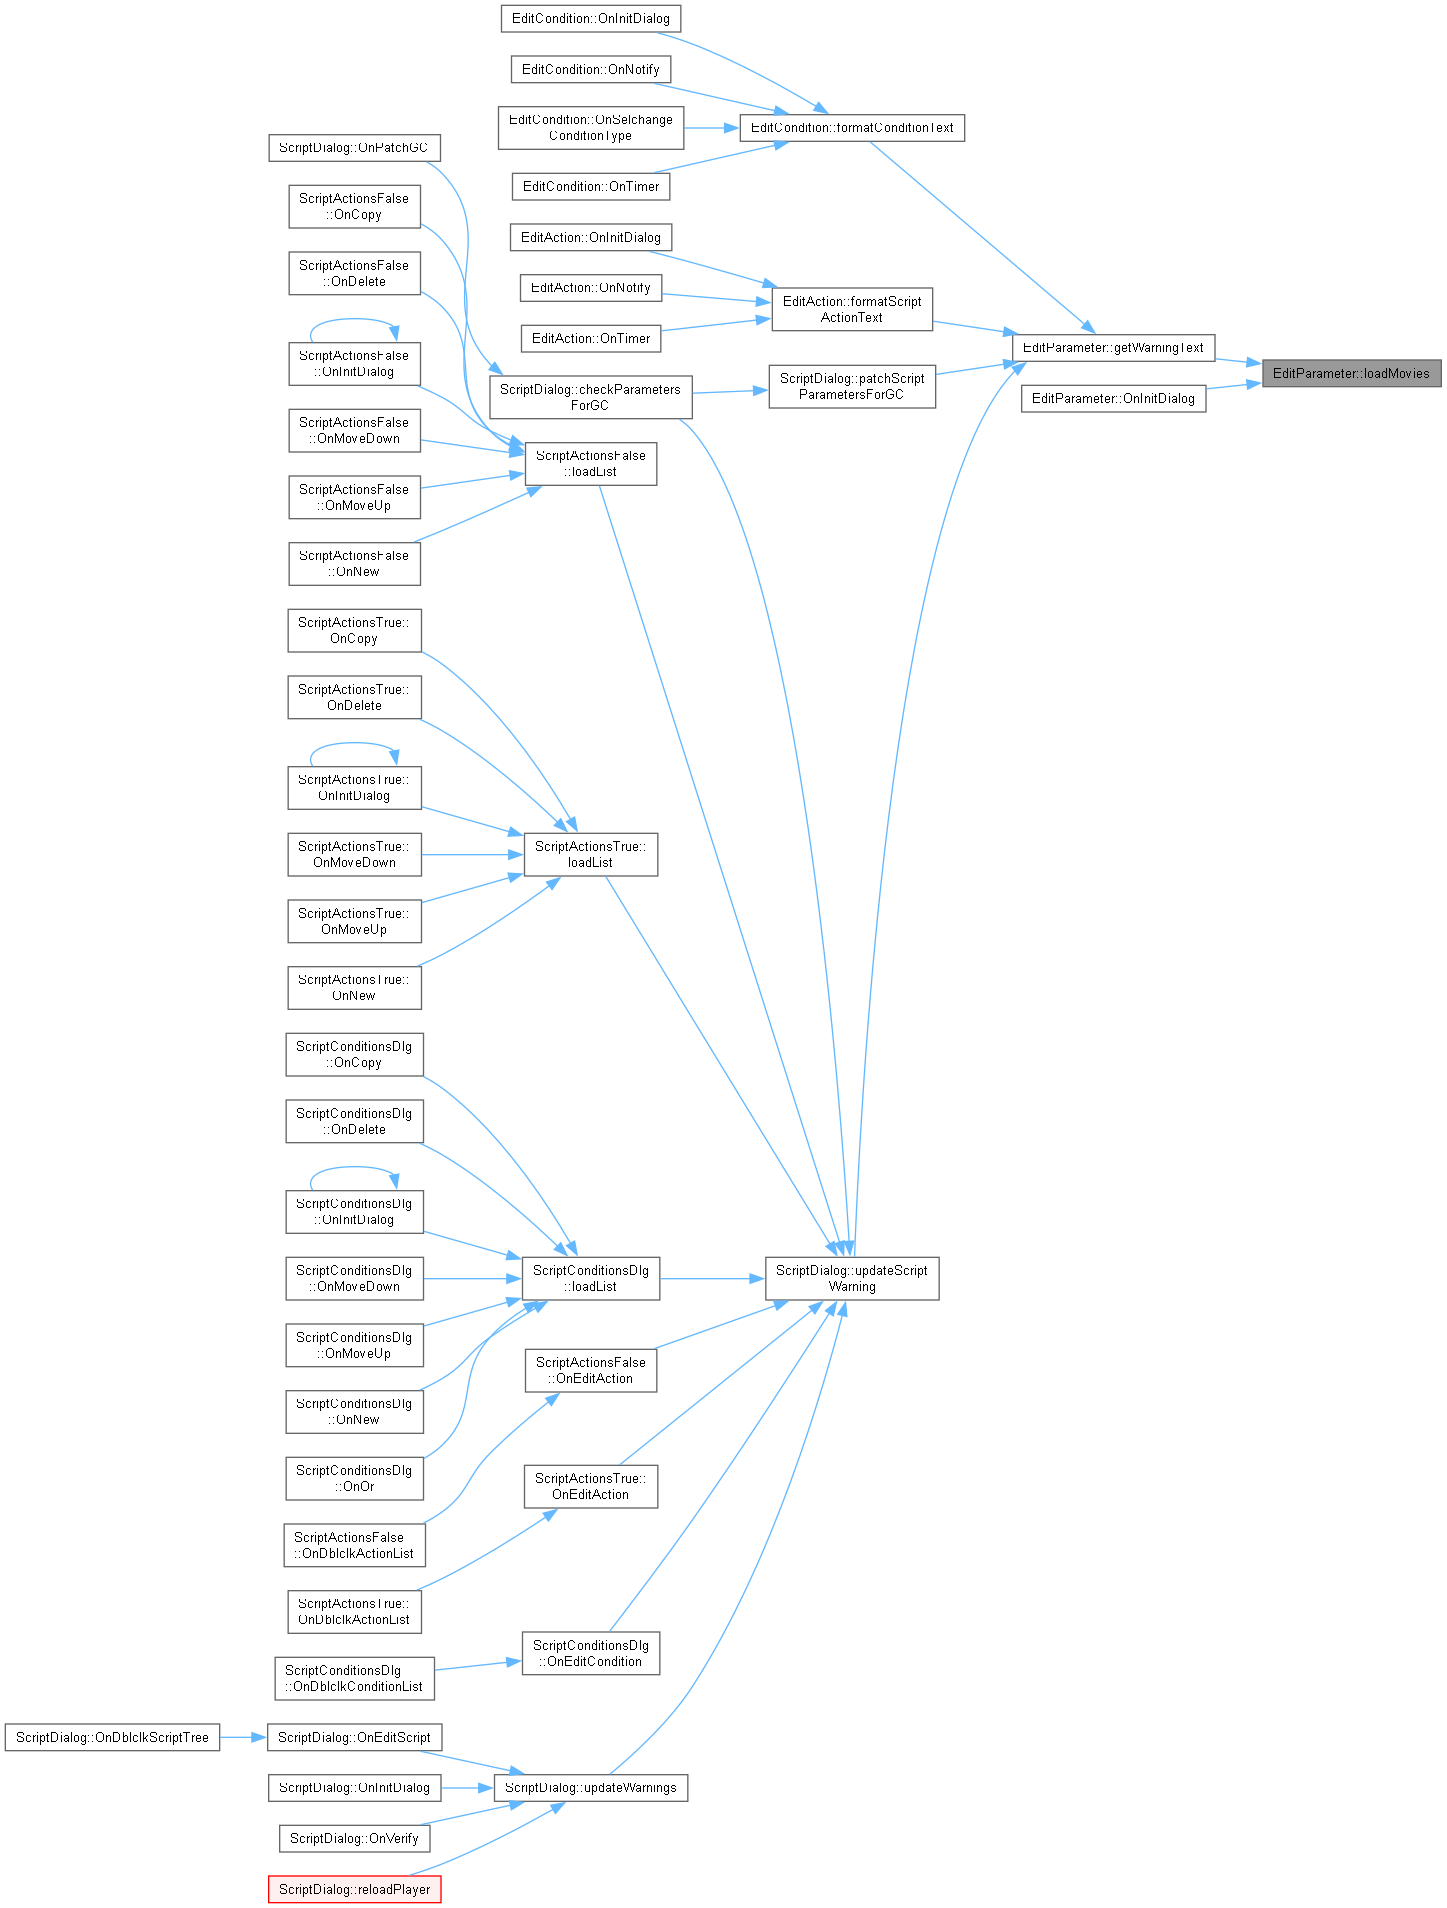 EditCondition::OnInitDialog
EditCondition::OnNotify
EditCondition::OnSelchange
ConditionType
EditCondition::formatConditionText
ScriptDialog::OnPatchGC
EditCondition::OnTimer
ScriptActionsFalse
::OnCopy
EditAction::OnInitDialog
ScriptActionsFalse
::OnDelete
EditAction::OnNotify
EditAction::formatScript
ActionText
EditAction::OnTimer
EditParameter::getWarningText
ScriptActionsFalse
::OnInitDialog
EditParameter::loadMovies
ScriptDialog::checkParameters
ForGC
ScriptDialog::patchScript
ParametersForGC
EditParameter::OnInitDialog
ScriptActionsFalse
::OnMoveDown
ScriptActionsFalse
::loadList
ScriptActionsFalse
::OnMoveUp
ScriptActionsFalse
::OnNew
ScriptActionsTrue::
OnCopy
ScriptActionsTrue::
OnDelete
ScriptActionsTrue::
OnInitDialog
ScriptActionsTrue::
OnMoveDown
ScriptActionsTrue::
loadList
ScriptActionsTrue::
OnMoveUp
ScriptActionsTrue::
OnNew
ScriptConditionsDlg
::OnCopy
ScriptConditionsDlg
::OnDelete
ScriptConditionsDlg
::OnInitDialog
ScriptConditionsDlg
::OnMoveDown
ScriptConditionsDlg
::loadList
ScriptDialog::updateScript
Warning
ScriptConditionsDlg
::OnMoveUp
ScriptActionsFalse
::OnEditAction
ScriptConditionsDlg
::OnNew
ScriptConditionsDlg
::OnOr
ScriptActionsTrue::
OnEditAction
ScriptActionsFalse
::OnDblclkActionList
ScriptActionsTrue::
OnDblclkActionList
ScriptConditionsDlg
::OnEditCondition
ScriptConditionsDlg
::OnDblclkConditionList
ScriptDialog::OnDblclkScriptTree
ScriptDialog::OnEditScript
ScriptDialog::OnInitDialog
ScriptDialog::updateWarnings
ScriptDialog::OnVerify
ScriptDialog::reloadPlayer